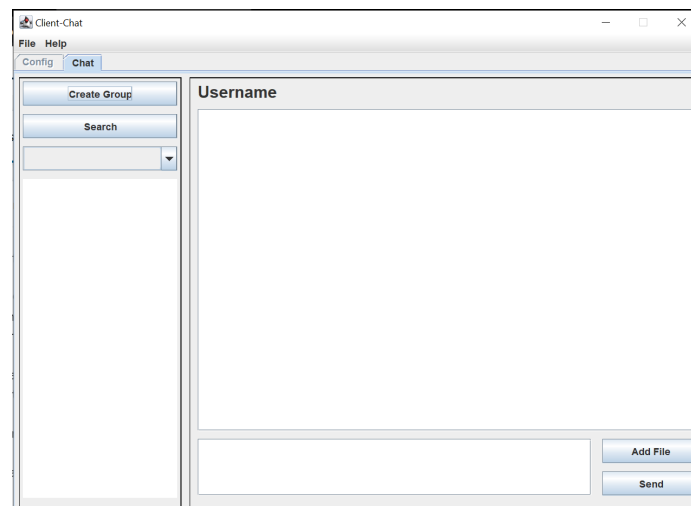 Client-Chat
File Help
Config Chat
Create Group
Search
Username
Add File
Send